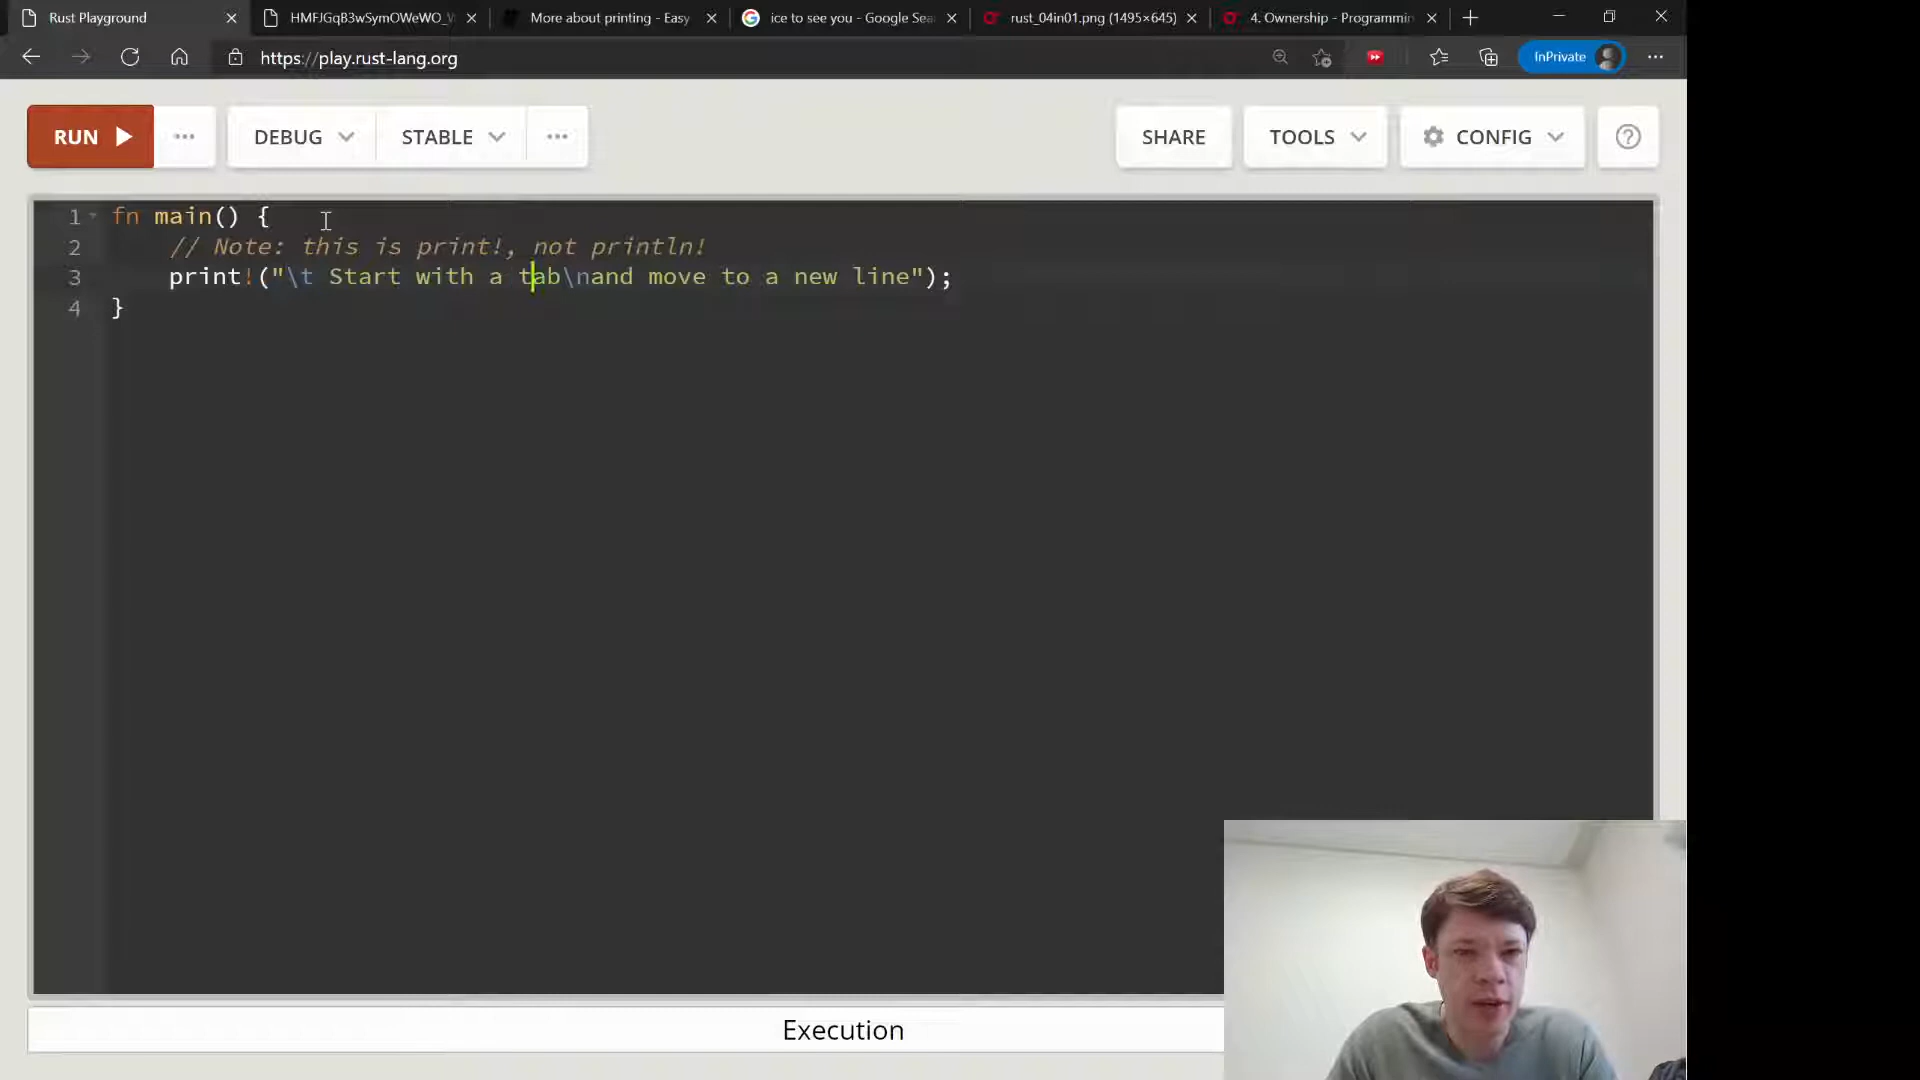 Rust Playground
HMFJGqB3wSymOWeWO_
More about printing - Easy
ice to see you - Google Sea
rust_04in01.png (1495×645)
4. Ownership - Programmin
https://play.rust-lang.org
InPrivate
RUN
DEBUG
STABLE
SHARE
TOOLS
CONFIG
1 fn main() {
2 // Note: this is print!, not println!
3 print!("\t Start with a tab\nand move to a new line");
4 }
Execution